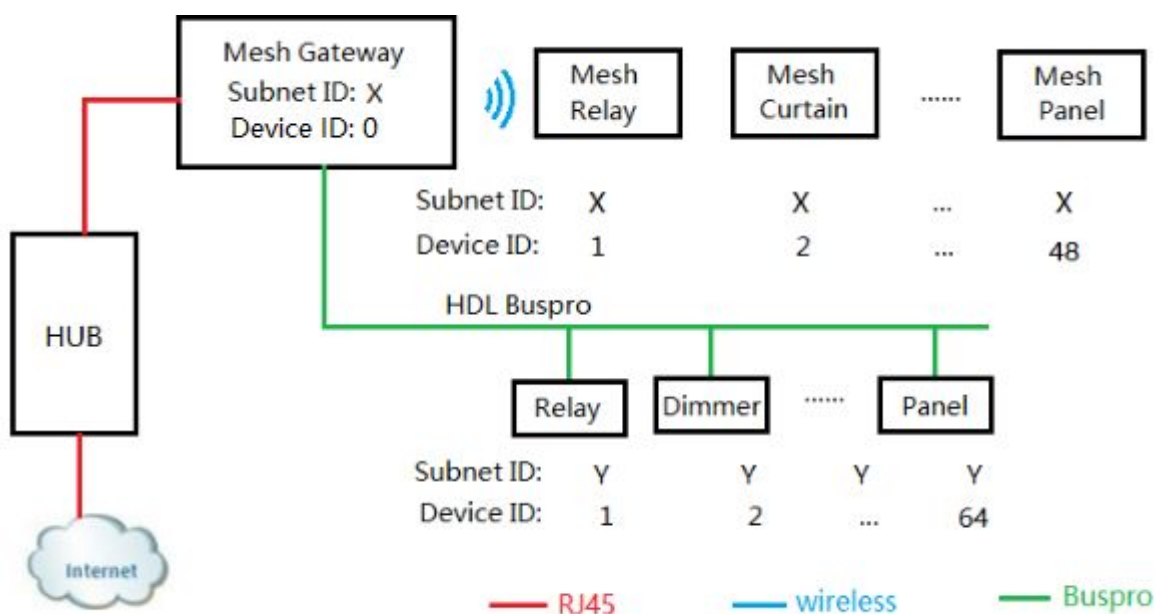 Mesh Gateway
Subnet ID: X
Device ID: 0
Mesh Relay
Mesh Curtain
......
Mesh Panel
Subnet ID: X X ... X
Device ID: 1 2 ... 48
HDL Buspro
HUB
Relay Dimmer ...... Panel
Subnet ID: Y Y Y Y
Device ID: 1 2 ... 64
Internet
RJ45 wireless Buspro